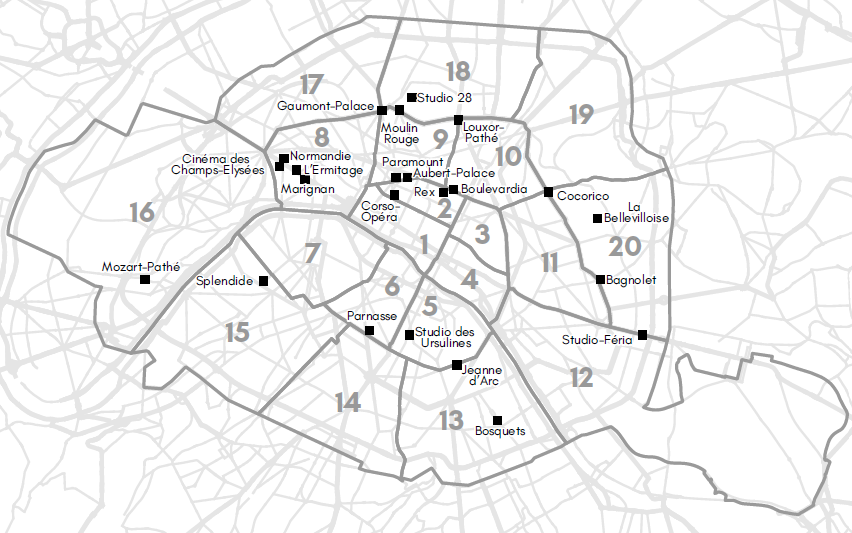 18
17
Studio 28
Gaumont-Palace
19
Moulin
Rouge
Louxor-
Pathé
8
9
10
Cinéma des
Champs-Elysées
Normandie
L'Ermitage
Marignan
Paramount
Aubert-Palace
Rex
Boulevardia
Corso-
Opéra
2
Cocorico
La
Bellevilloise
16
20
7
1
3
11
Mozart-Pathé
Splendide
6
4
Bagnolet
5
Parnasse
15
Studio des
Ursulines
Studio-Féria
Jeanne
d'Arc
12
14
13
Bosquets